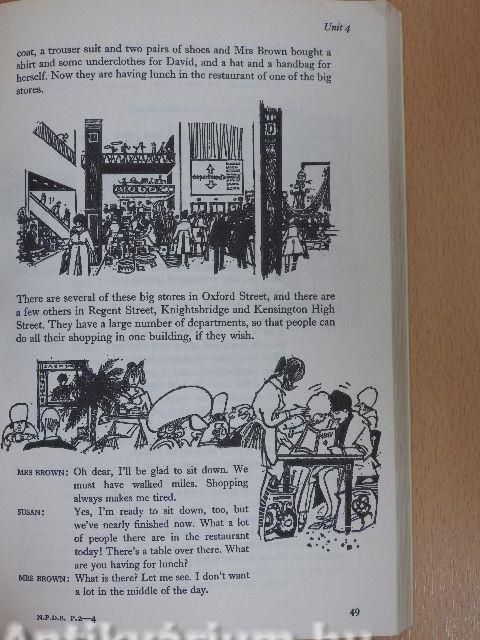 Unit 4
coat, a trouser suit and two pairs of shoes and Mrs Brown bought a
shirt and some underclothes for David, and a hat and a handbag for
herself. Now they are having lunch in the restaurant of one of the big
stores.
departments
There are several of these big stores in Oxford Street, and there are
a few others in Regent Street, Knightsbridge and Kensington High
Street. They have a large number of departments, so that people can
do all their shopping in one building, if they wish.
MRS BROWN: Oh dear, I'll be glad to sit down. We
must have walked miles. Shopping
always makes me tired.
SUSAN: Yes, I'm ready to sit down, too, but
we've nearly finished now. What a lot
of people there are in the restaurant
today! There's a table over there. What
are you having for lunch?
MRS BROWN: What is there? Let me see. I don't want
a lot in the middle of the day.
N.P.D.E. P.2—4
49
Antikvárium.hu